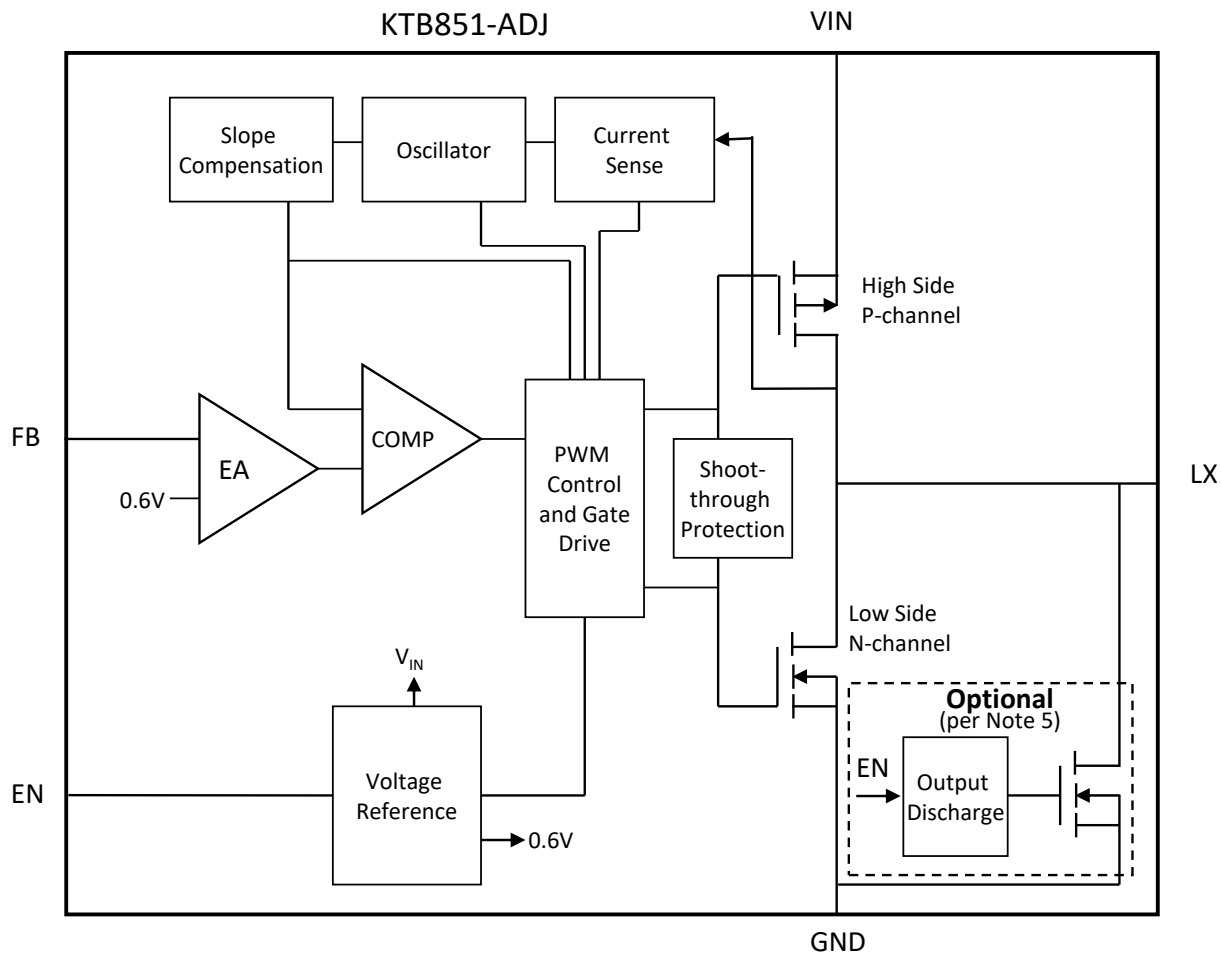 KTB851-ADJ
VIN
Slope
Compensation
Oscillator
Current
Sense
High Side
P-channel
FB
EA
0.6V
COMP
PWM
Control
and Gate
Drive
Shoot-
through
Protection
LX
Low Side
N-channel
VIN
Voltage
Reference
0.6V
EN
Optional
(per Note 5)
EN
Output
Discharge
GND